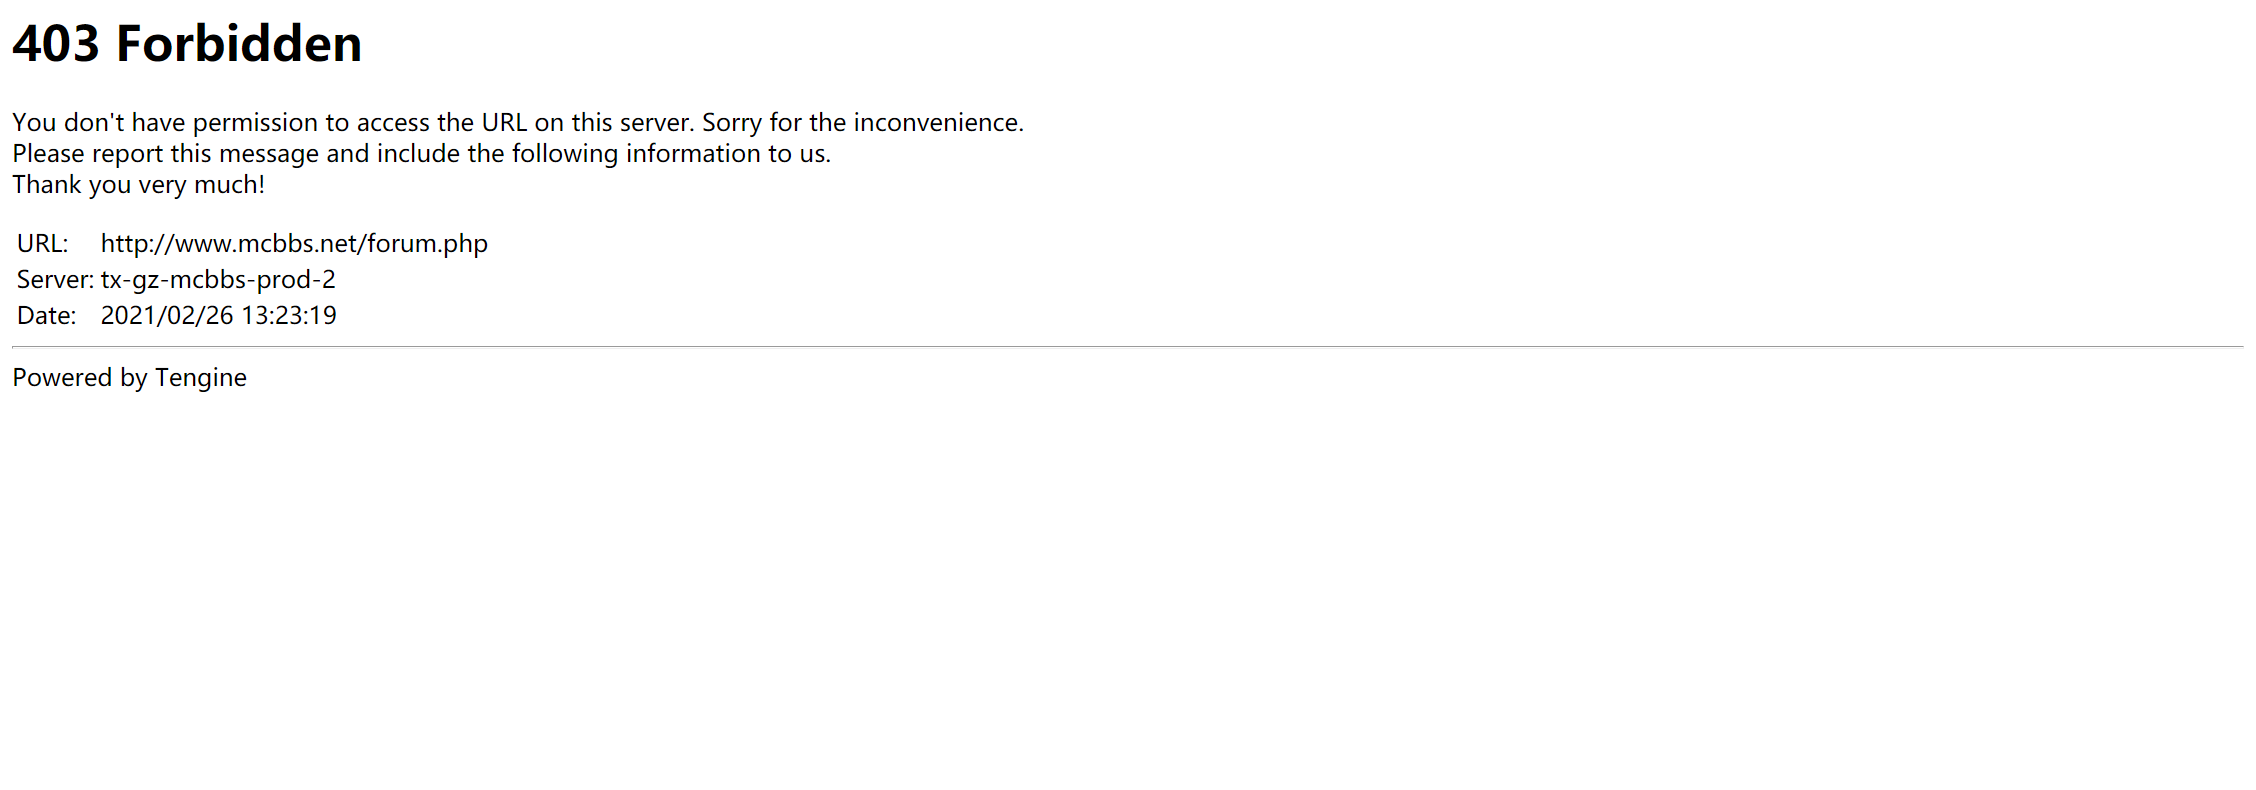 403 Forbidden
You don't have permission to access the URL on this server. Sorry for the inconvenience.
Please report this message and include the following information to us.
Thank you very much!
URL: http://www.mcbbs.net/forum.php
Server: tx-gz-mcbbs-prod-2
Date: 2021/02/26 13:23:19
Powered by Tengine